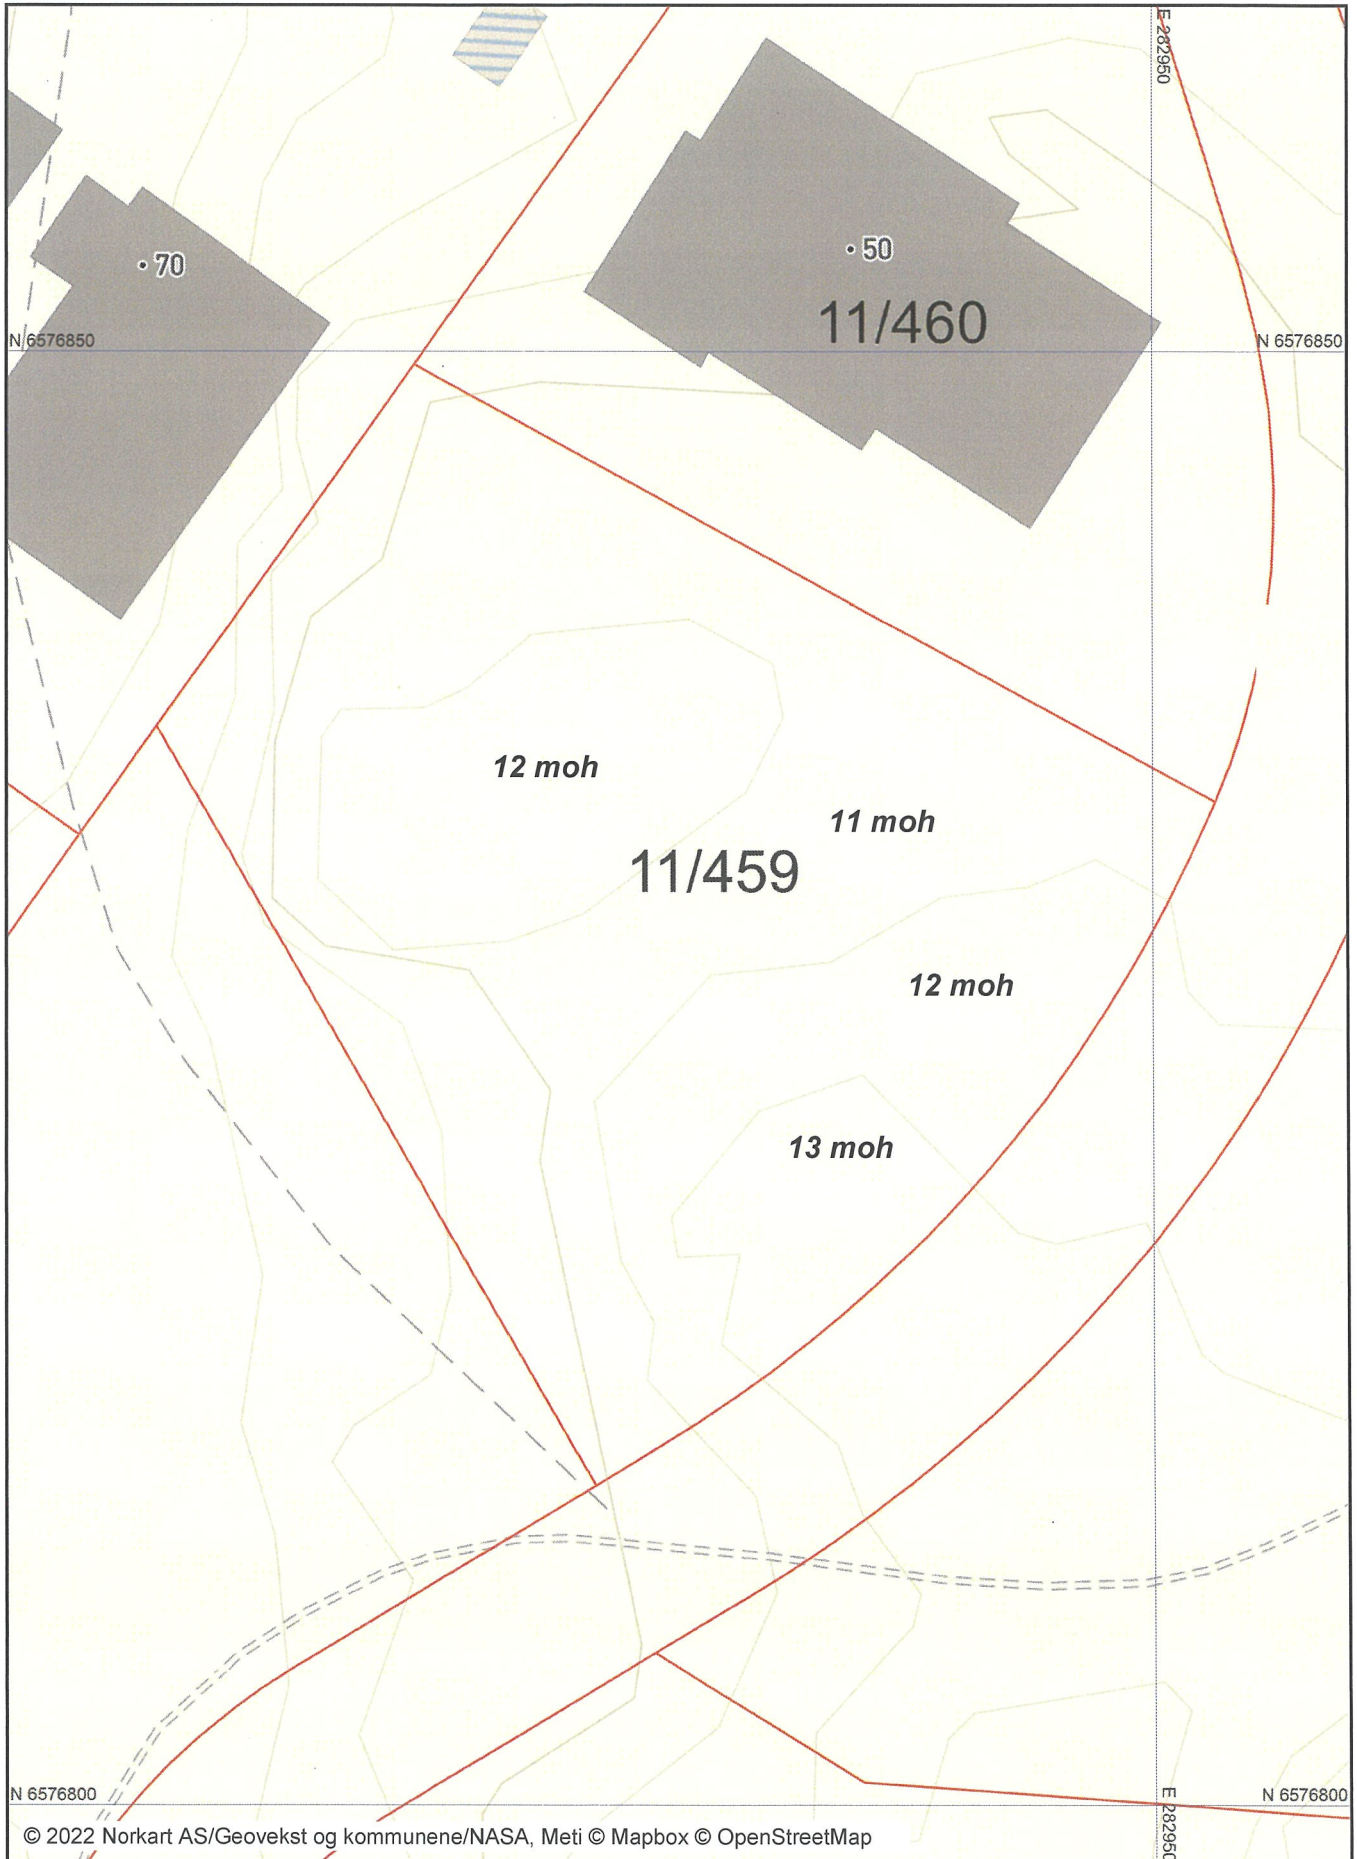 E 282950
50
70
11/460
N 6576850
N 6576850
12 moh
11 moh
11/459
12 moh
13 moh
N 6576800
N 6576800
E 282950
© 2022 Norkart AS/Geovekst og kommunene/NASA, Meti © Mapbox © OpenStreetMap